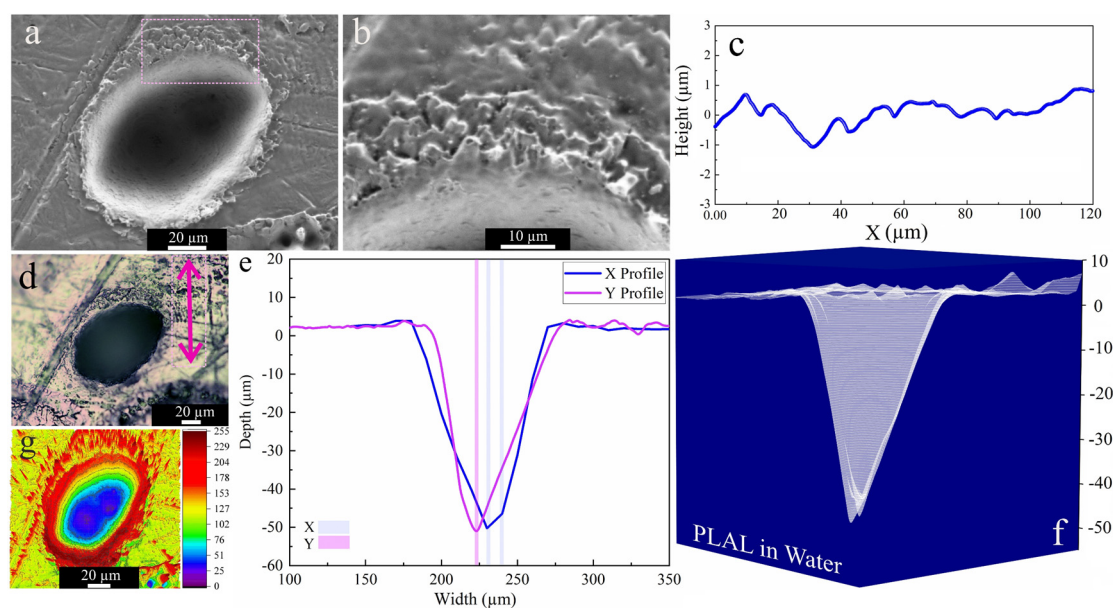 a
20 µm
b
10 µm
c
Height (µm)
3
2
1
0
-1
-2
-3
0.00
20
40
60
80
100
120
X (µm)
d
20 µm
e
X Profile
Y Profile
Depth (µm)
20
10
0
-10
-20
-30
-40
-50
-60
X
Y
100
150
200
250
300
350
Width (µm)
10
0
-10
-20
-30
-40
-50
PLAL in Water
f
g
255
229
204
178
153
127
102
76
51
25
0
20 µm